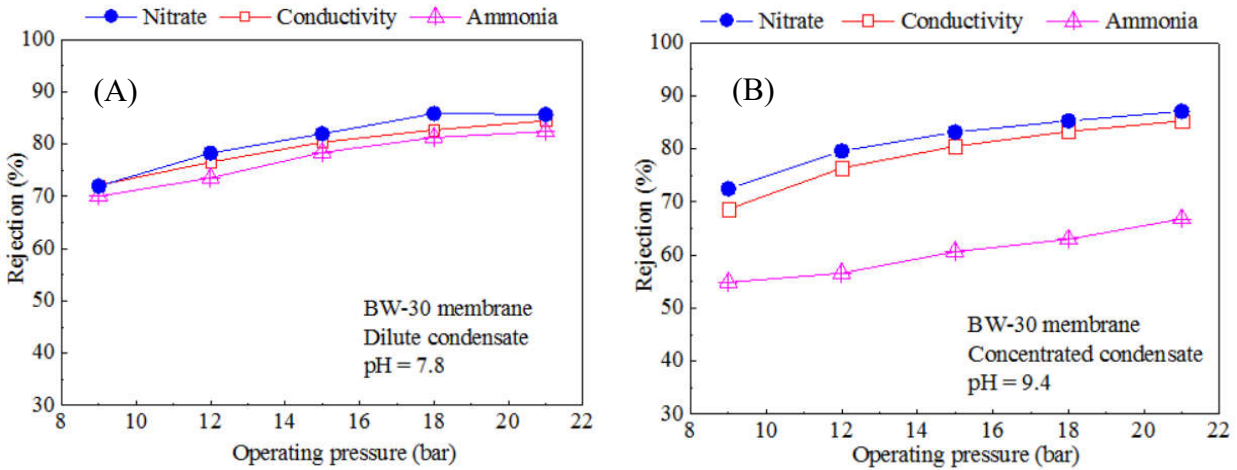 Nitrate Conductivity Ammonia
(A)
100
90
80
70
60
50
40
30
Rejection (%)
BW-30 membrane
Dilute condensate
pH = 7.8
8 10 12 14 16 18 20 22
Operating pressure (bar)
Nitrate Conductivity Ammonia
(B)
100
90
80
70
60
50
40
30
Rejection (%)
BW-30 membrane
Concentrated condensate
pH = 9.4
8 10 12 14 16 18 20 22
Operating pressure (bar)